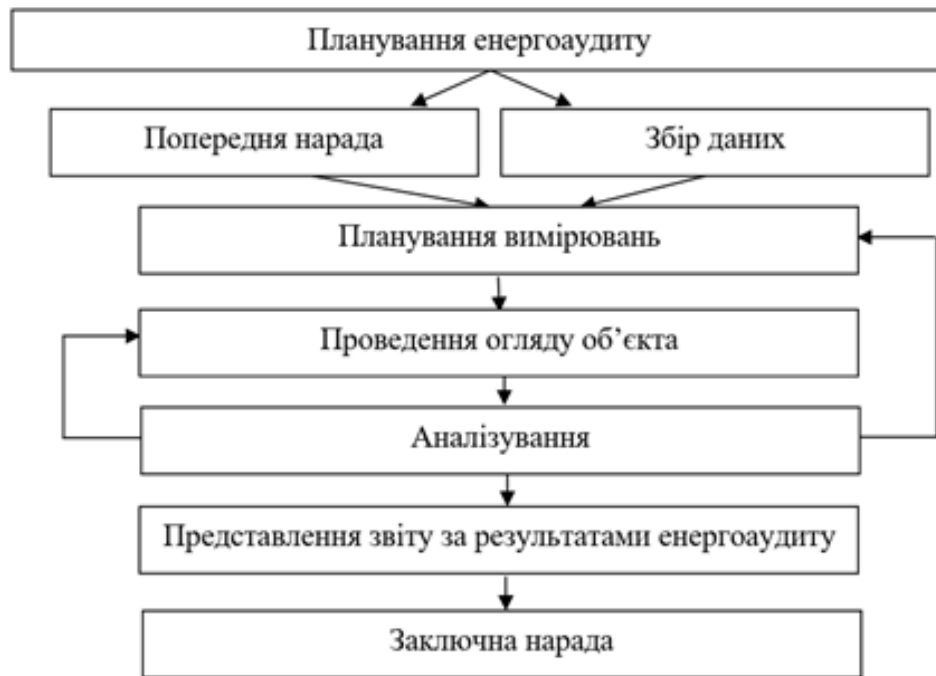 Планування енергоаудиту
Попередня нарада
Збір даних
Планування вимірювань
Проведення огляду об’єкта
Аналізування
Представлення звіту за результатами енергоаудиту
Заключна нарада